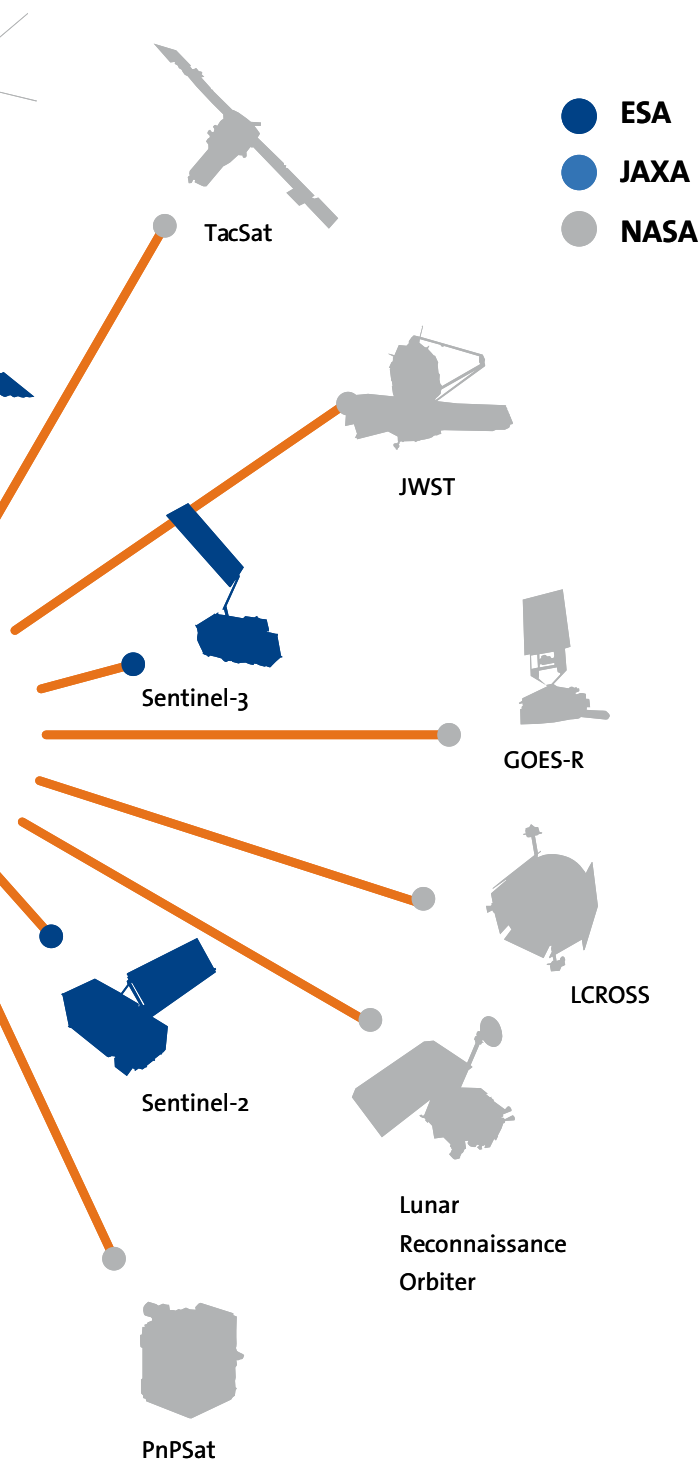 ESA
JAXA
NASA
TacSat
JWST
Sentinel-3
GOES-R
LCROSS
Sentinel-2
Lunar
Reconnaissance
Orbiter
PnPSat